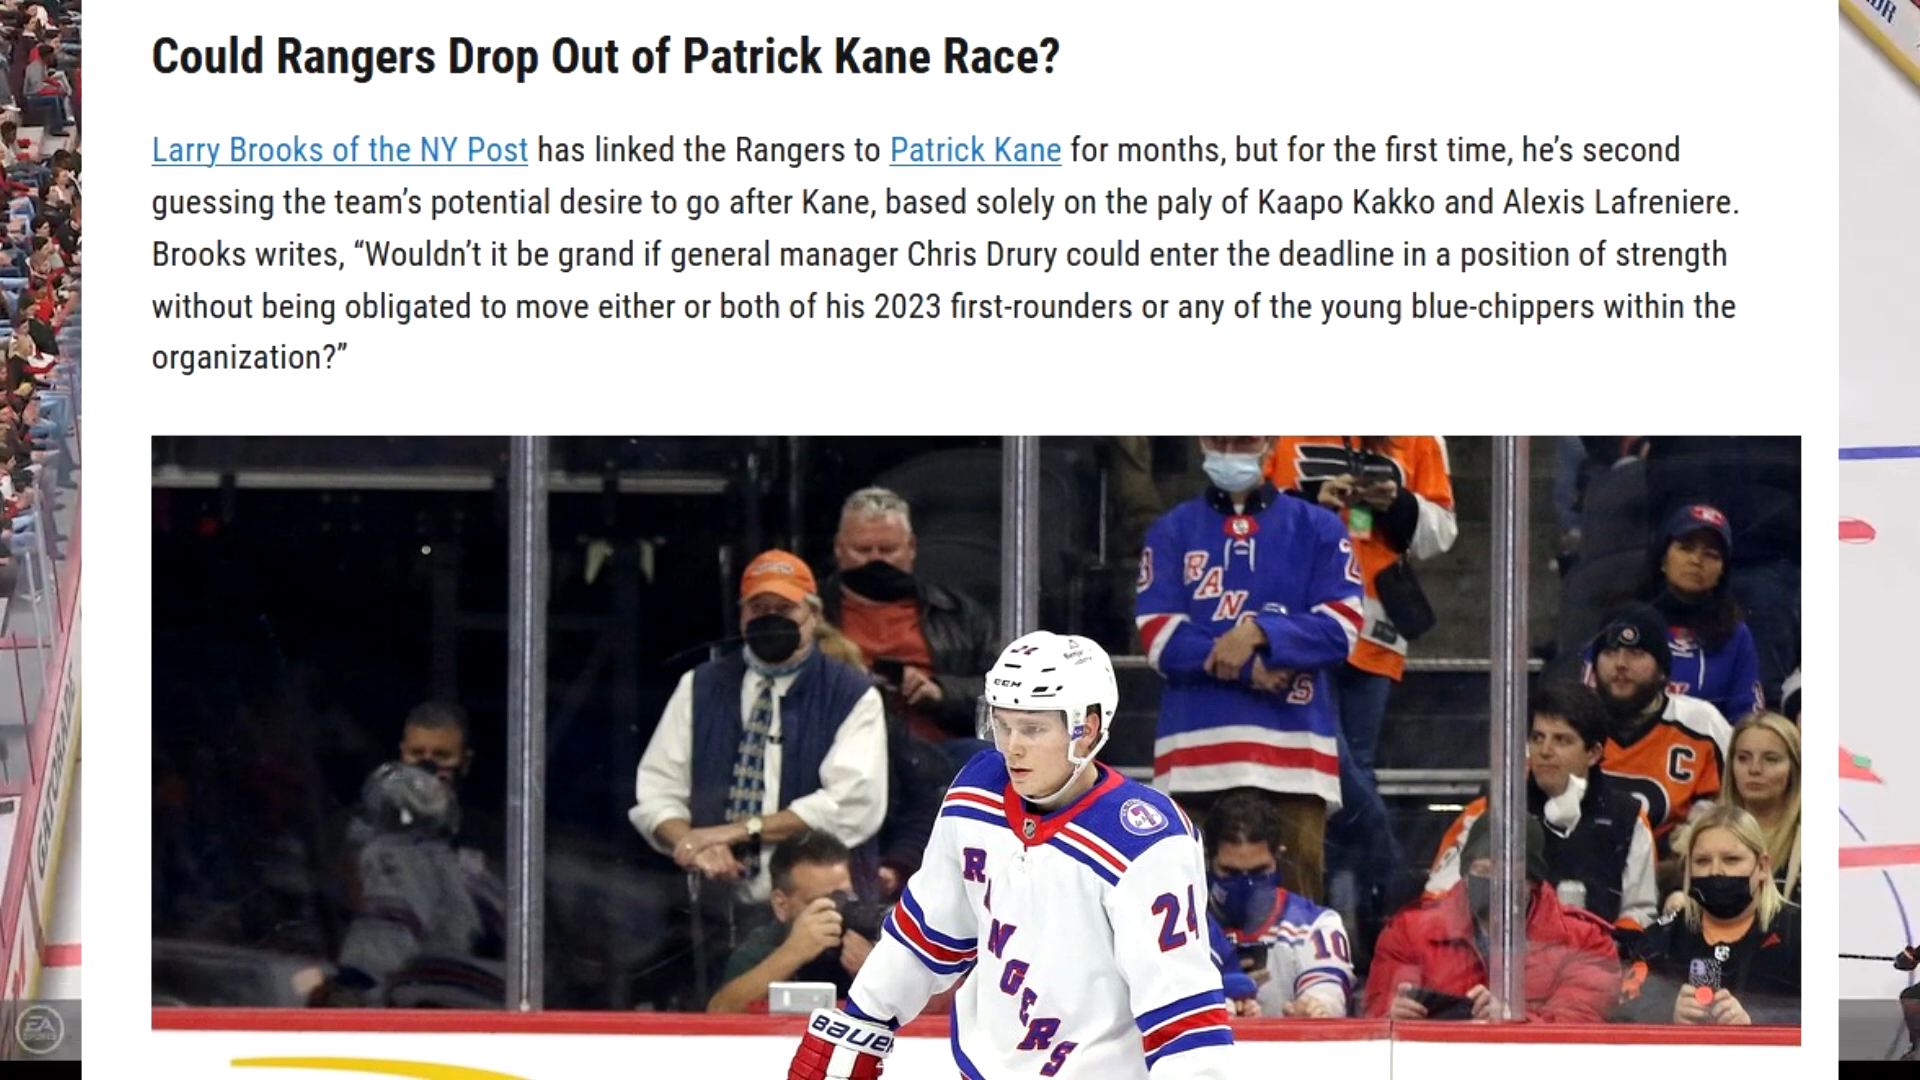 Could Rangers Drop Out of Patrick Kane Race?
Larry Brooks of the NY Post has linked the Rangers to Patrick Kane for months, but for the first time, he’s second
guessing the team’s potential desire to go after Kane, based solely on the paly of Kaapo Kakko and Alexis Lafreniere.
Brooks writes, “Wouldn’t it be grand if general manager Chris Drury could enter the deadline in a position of strength
without being obligated to move either or both of his 2023 first-rounders or any of the young blue-chippers within the
organization?”
RANGERS
C
CCM
24
10
RANGERS
BAUER
GATORADE
EA
SPORTS